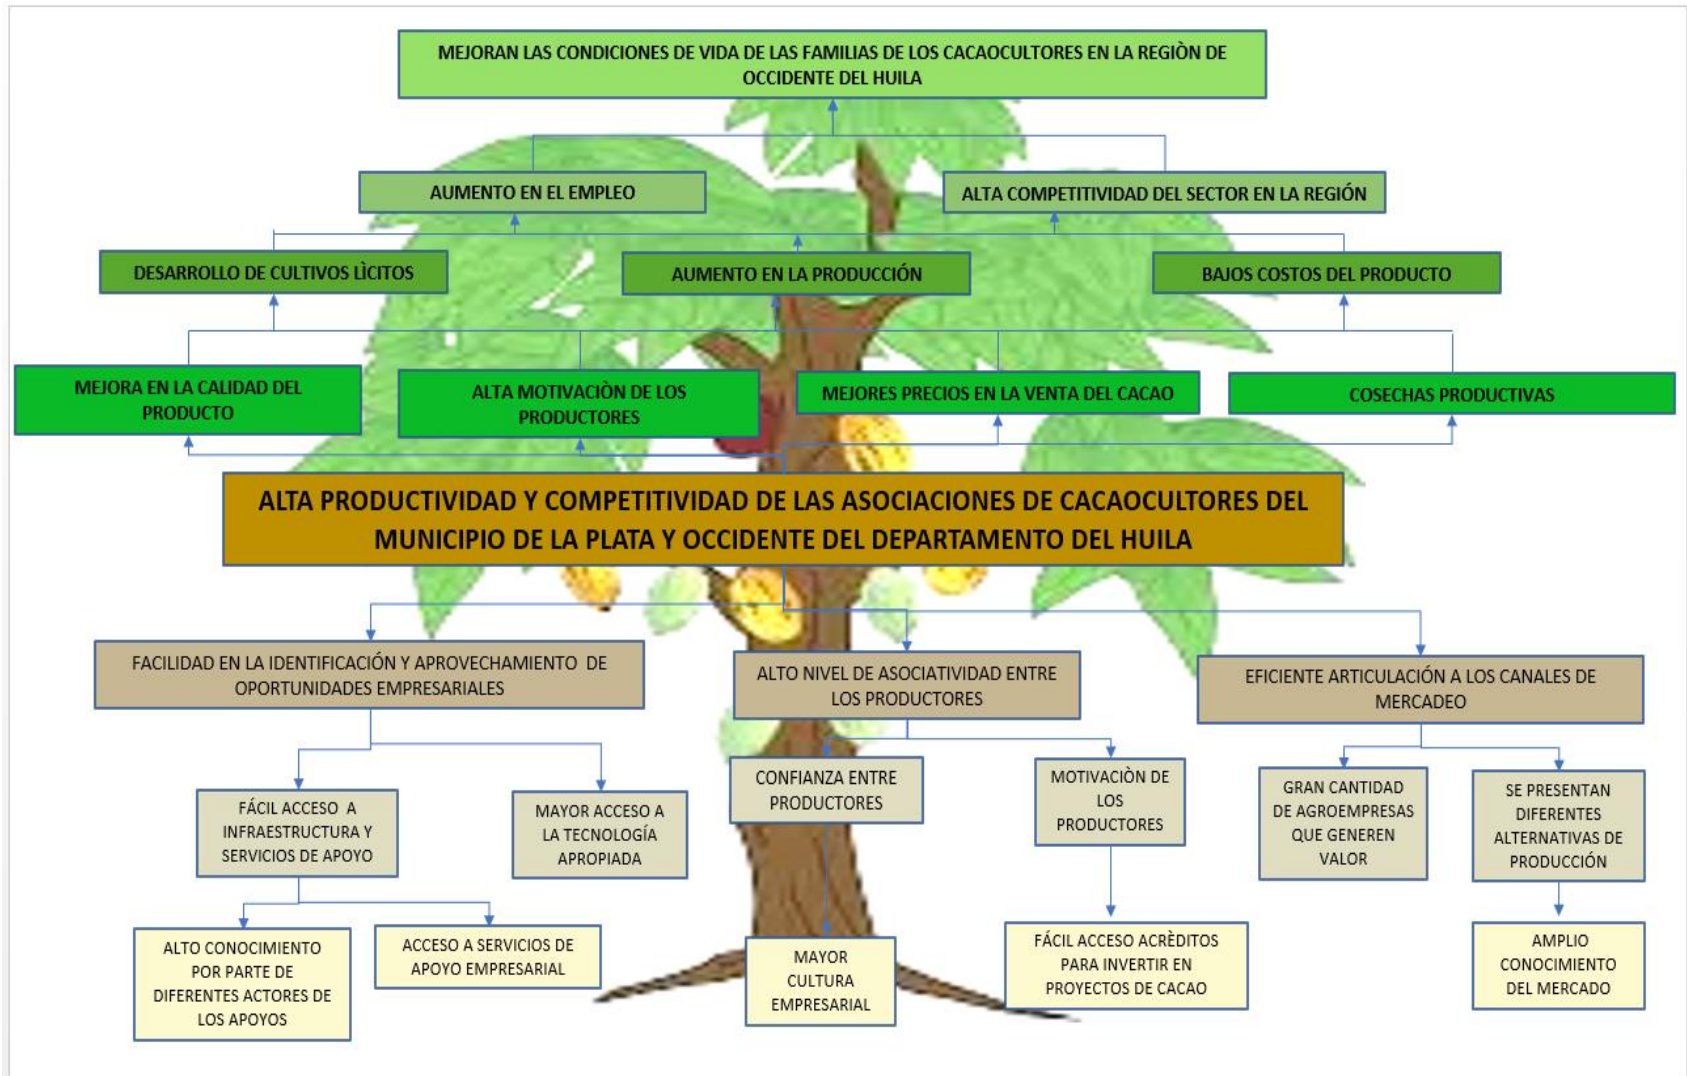 MEJORAN LAS CONDICIONES DE VIDA DE LAS FAMILIAS DE LOS CACAOCULTORES EN LA REGIÒN DE
OCCIDENTE DEL HUILA
AUMENTO EN EL EMPLEO
ALTA COMPETITIVIDAD DEL SECTOR EN LA REGIÓN
DESARROLLO DE CULTIVOS LÌCITOS
AUMENTO EN LA PRODUCCIÓN
BAJOS COSTOS DEL PRODUCTO
MEJORA EN LA CALIDAD DEL
PRODUCTO
ALTA MOTIVACIÒN DE LOS
PRODUCTORES
MEJORES PRECIOS EN LA VENTA DEL CACAO
COSECHAS PRODUCTIVAS
ALTA PRODUCTIVIDAD Y COMPETITIVIDAD DE LAS ASOCIACIONES DE CACAOCULTORES DEL
MUNICIPIO DE LA PLATA Y OCCIDENTE DEL DEPARTAMENTO DEL HUILA
FACILIDAD EN LA IDENTIFICACIÓN Y APROVECHAMIENTO DE
OPORTUNIDADES EMPRESARIALES
ALTO NIVEL DE ASOCIATIVIDAD ENTRE
LOS PRODUCTORES
EFICIENTE ARTICULACIÓN A LOS CANALES DE
MERCADEO
FÁCIL ACCESO A
INFRAESTRUCTURA Y
SERVICIOS DE APOYO
MAYOR ACCESO A
LA TECNOLOGÍA
APROPIADA
CONFIANZA ENTRE
PRODUCTORES
MOTIVACIÒN DE
LOS
PRODUCTORES
GRAN CANTIDAD
DE AGROEMPRESAS
QUE GENEREN
VALOR
SE PRESENTAN
DIFERENTES
ALTERNATIVAS DE
PRODUCCIÓN
ALTO CONOCIMIENTO
POR PARTE DE
DIFERENTES ACTORES DE
LOS APOYOS
ACCESO A SERVICIOS DE
APOYO EMPRESARIAL
MAYOR
CULTURA
EMPRESARIAL
FÁCIL ACCESO ACRÈDITOS
PARA INVERTIR EN
PROYECTOS DE CACAO
AMPLIO
CONOCIMIENTO
DEL MERCADO